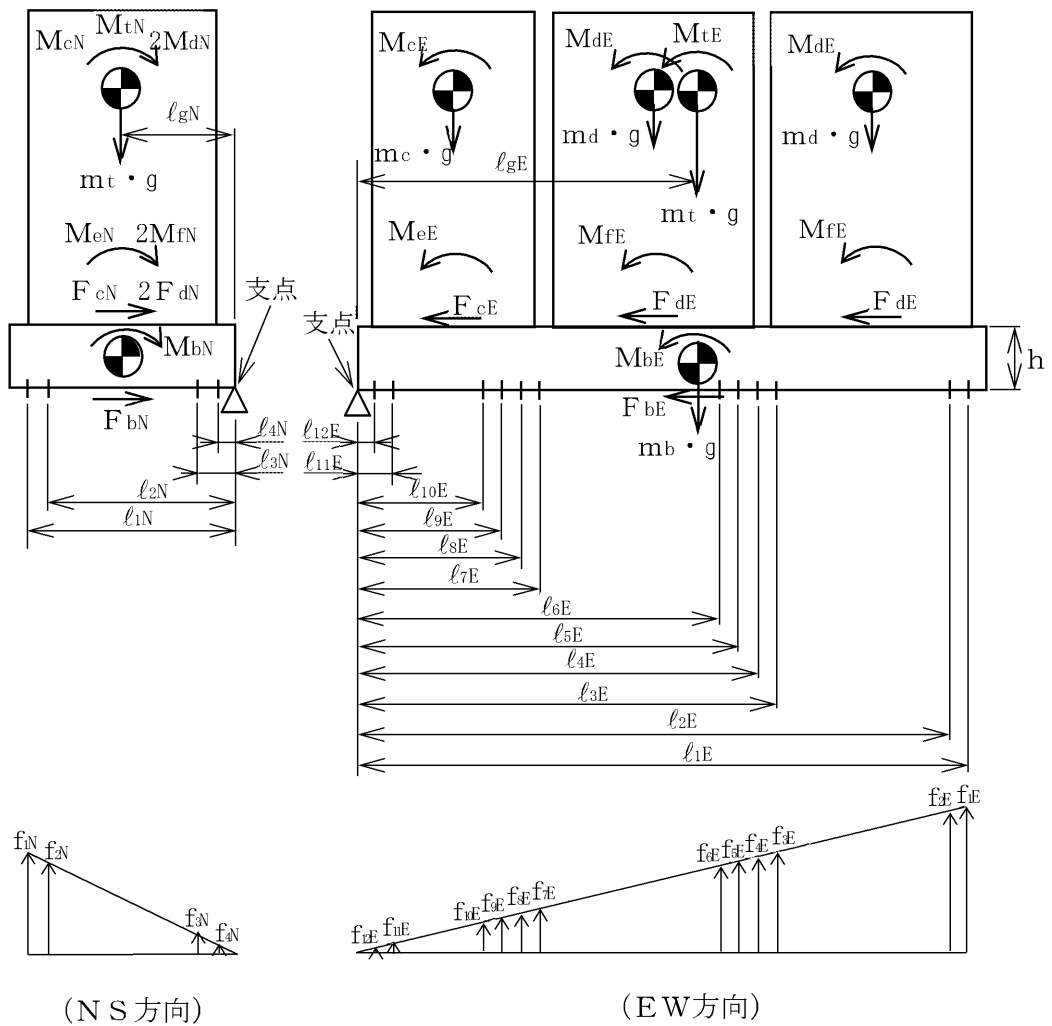 MtN
McN 2MdN
ℓgN
mt・g
MeN 2MfN
FcN 2FdN
支点
MbN
FbN
ℓ4N
ℓ3N
ℓ2N
ℓ1N
McE
MdE
MtE
MdE
mc・g
md・g
md・g
ℓgE
mt・g
MeE
MfE
MfE
FcE
FdE
FdE
支点
MbE
h
FbE
mb・g
ℓ12E
ℓ11E
ℓ10E
ℓ9E
ℓ8E
ℓ7E
ℓ6E
ℓ5E
ℓ4E
ℓ3E
ℓ2E
ℓ1E
f1N
f2N
f3N
f4N
f12E
f11E
f10E
f9E
f8E
f7E
f6E
f5E
f4E
f3E
f2E
f1E
(ＮＳ方向)
(ＥＷ方向)